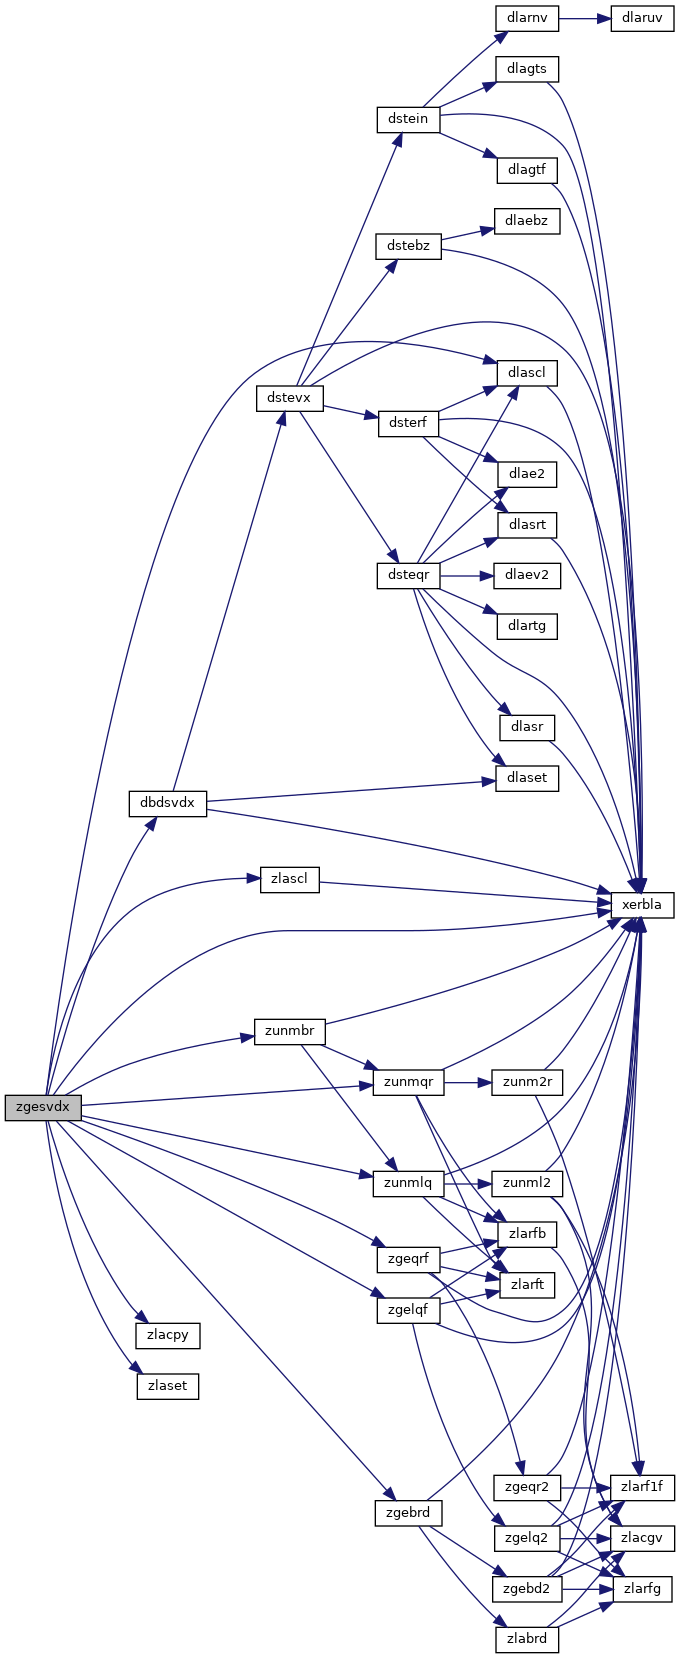 dlarnv
dlaruv
dlagts
dstein
dlagtf
dlaebz
dstebz
dlascl
dstevx
dsterf
dlae2
dlasrt
dsteqr
dlaev2
dlartg
dlasr
dlaset
dbdsvdx
zlascl
xerbla
zunmbr
zunmqr
zunm2r
zgesvdx
zunmlq
zunml2
zlarfb
zgeqrf
zlarft
zgelqf
zlacpy
zlaset
zgeqr2
zlarf1f
zgebrd
zgelq2
zlacgv
zgebd2
zlarfg
zlabrd